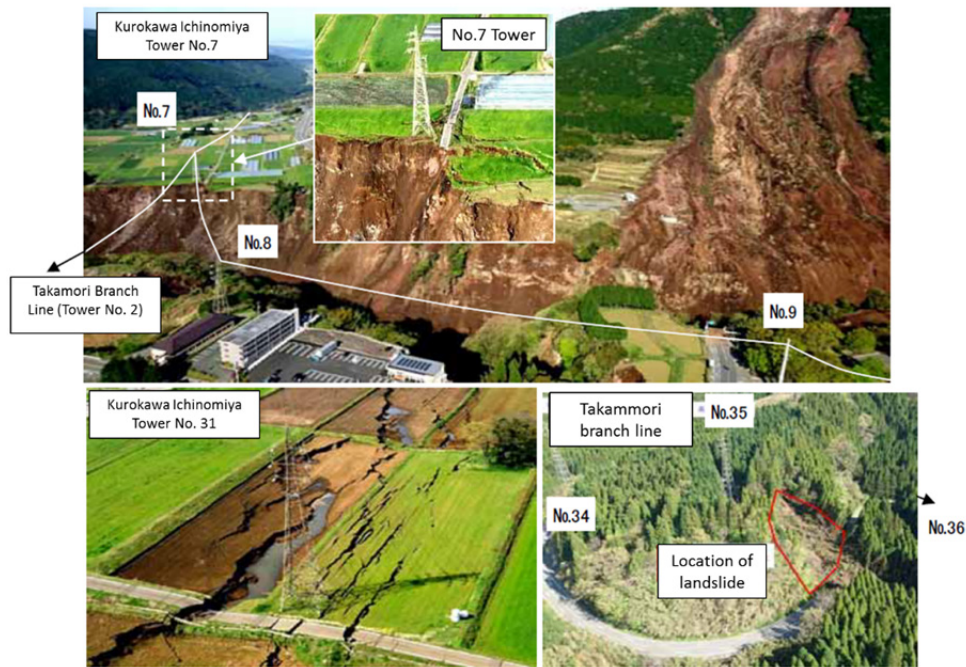 Kurokawa Ichinomiya
Tower No.7
No.7 Tower
No.7
No.8
Takamori Branch
Line (Tower No. 2)
No.9
Kurokawa Ichinomiya
Tower No. 31
Takammori
branch line
No.35
No.34
No.36
Location of
landslide